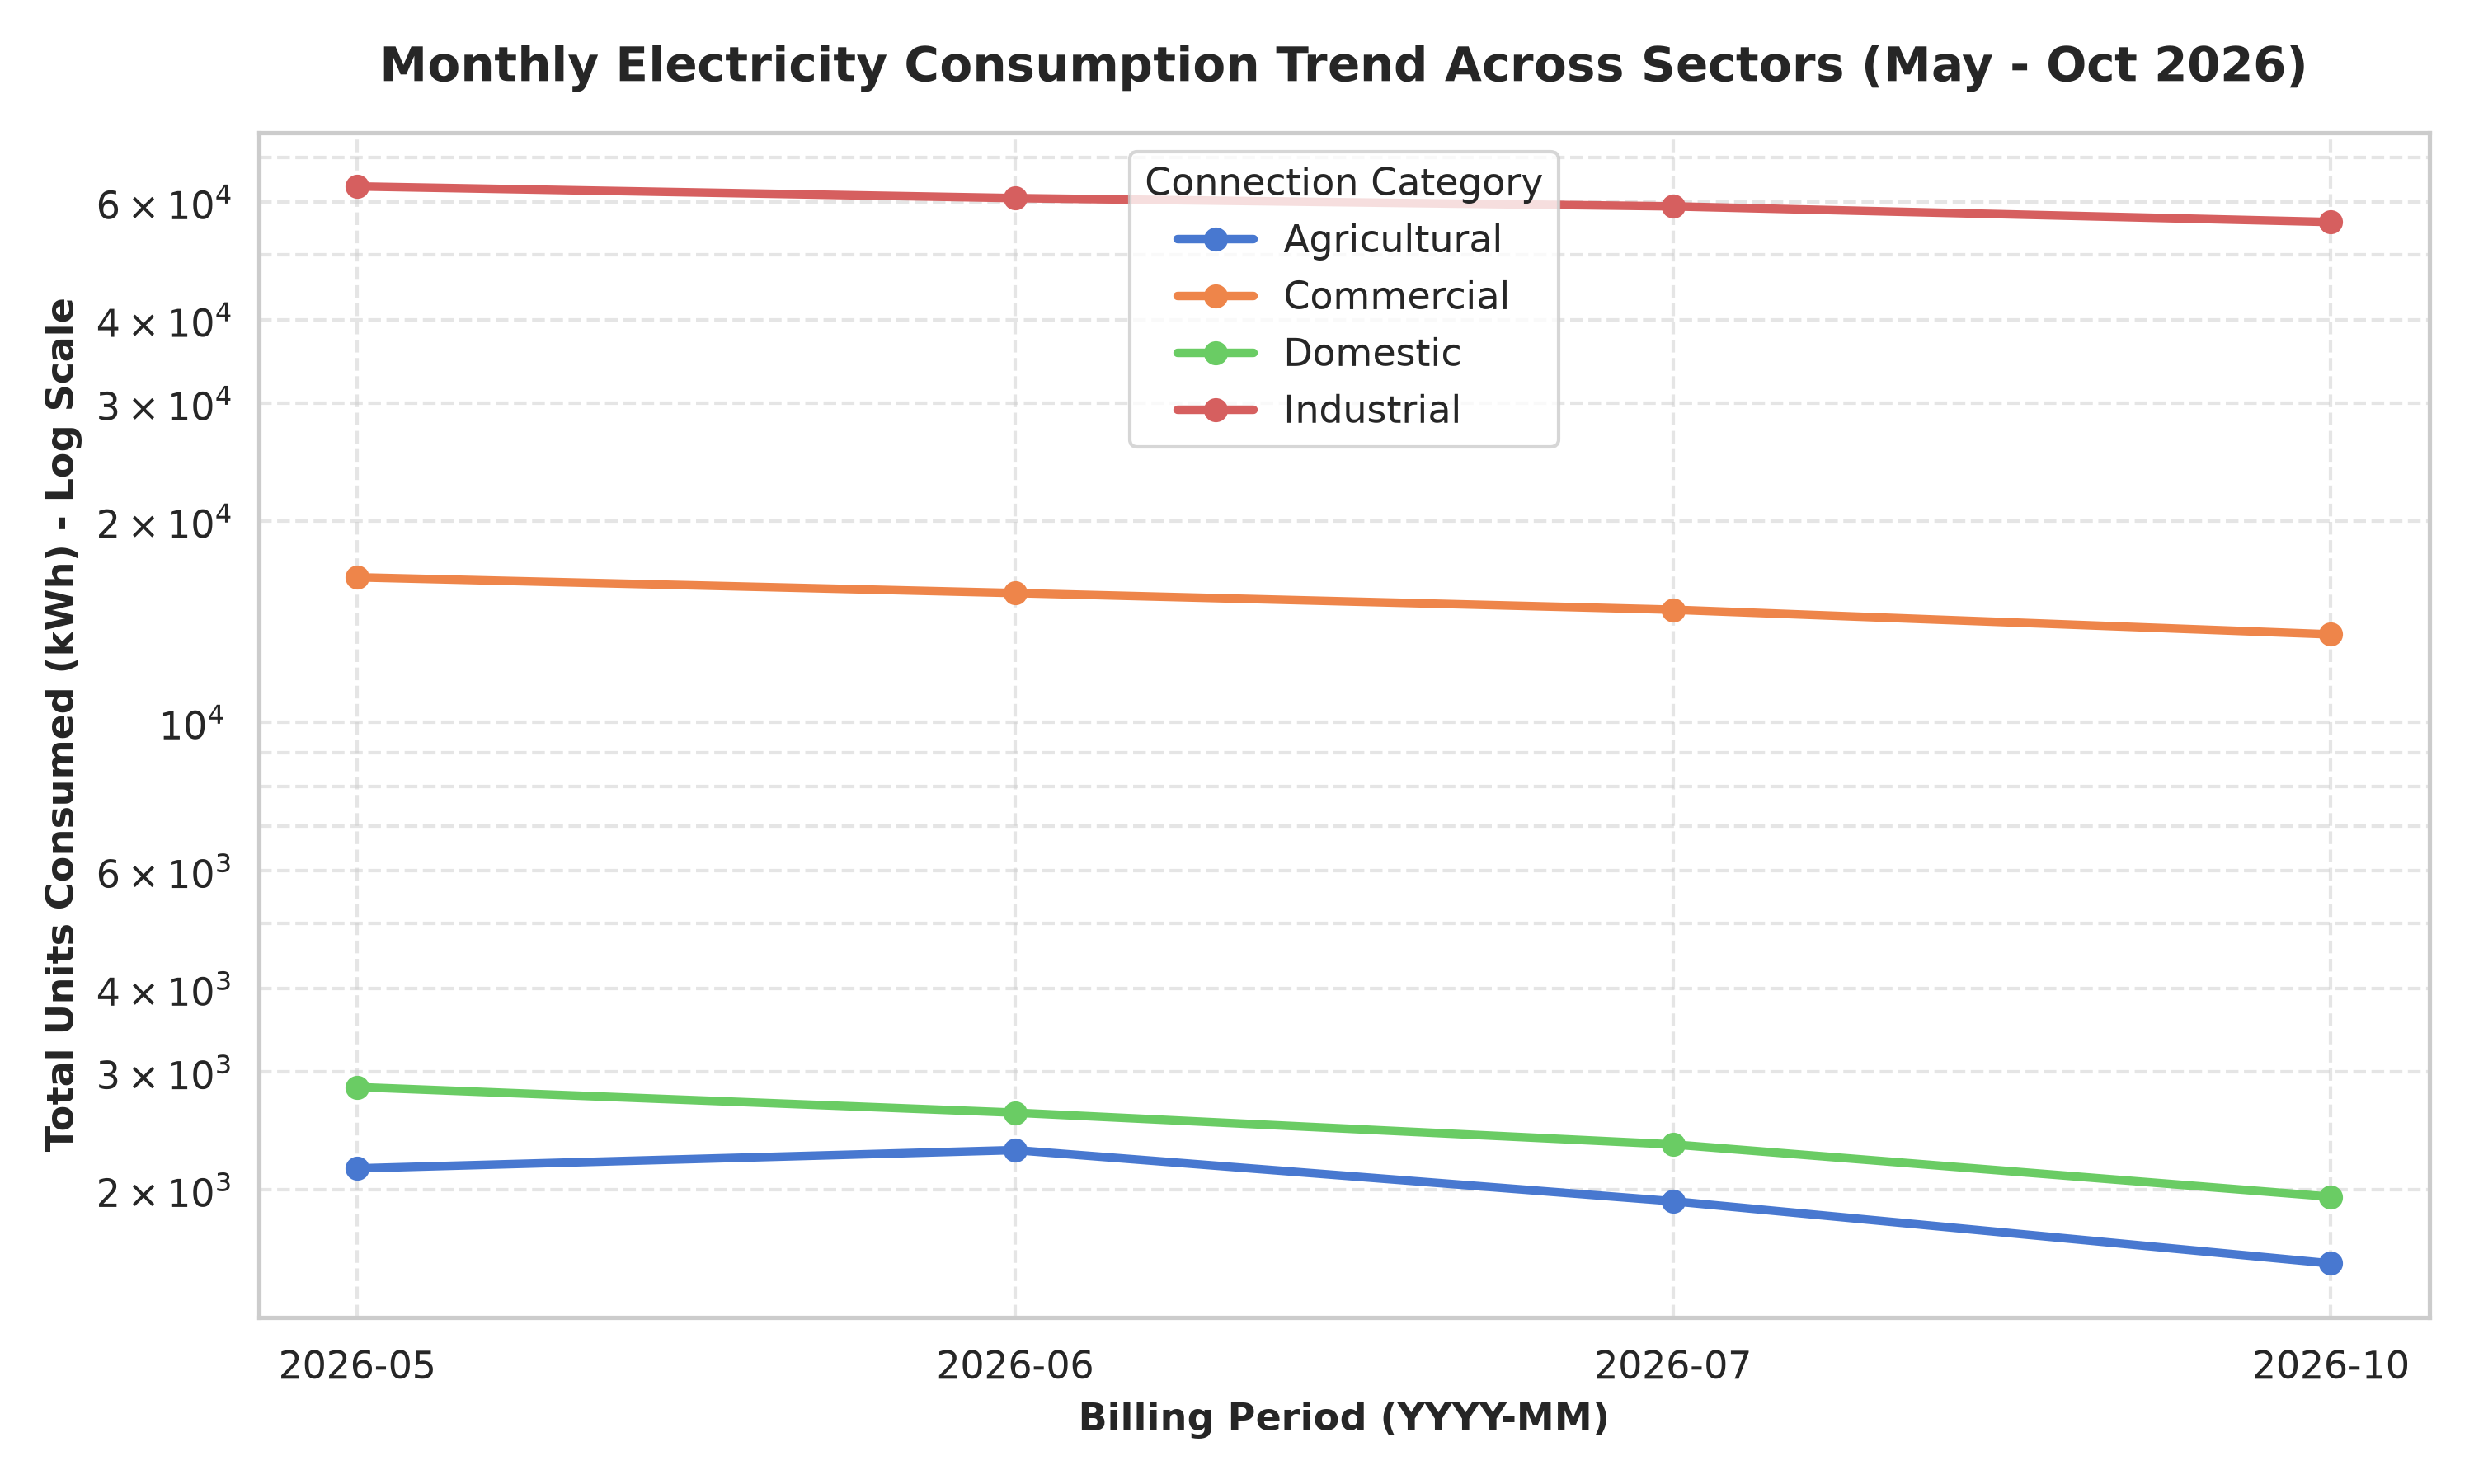 Monthly Electricity Consumption Trend Across Sectors (May - Oct 2026)
Total Units Consumed (kWh) - Log Scale
6 × 10⁴
4 × 10⁴
3 × 10⁴
2 × 10⁴
10⁴
6 × 10³
4 × 10³
3 × 10³
2 × 10³
Connection Category
Agricultural
Commercial
Domestic
Industrial
2026-05 2026-06 2026-07 2026-10
Billing Period (YYYY-MM)